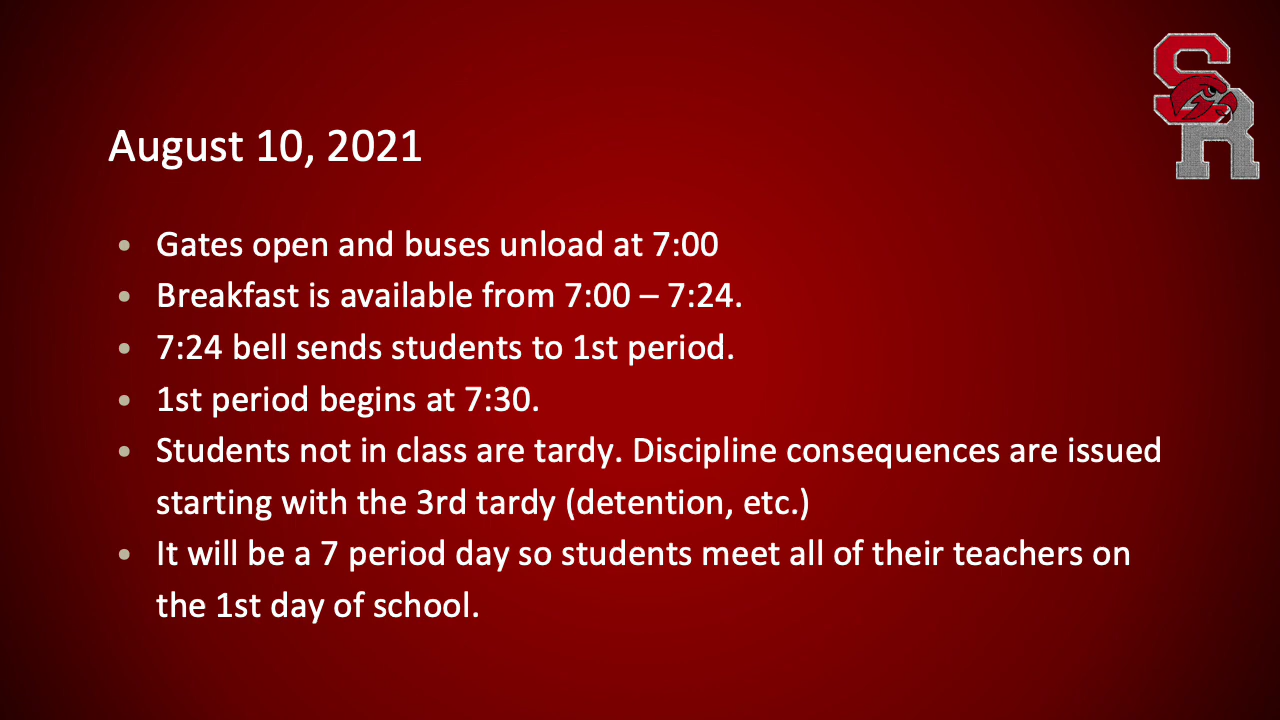 SR
August 10, 2021
• Gates open and buses unload at 7:00
• Breakfast is available from 7:00 – 7:24.
• 7:24 bell sends students to 1st period.
• 1st period begins at 7:30.
• Students not in class are tardy. Discipline consequences are issued
starting with the 3rd tardy (detention, etc.)
• It will be a 7 period day so students meet all of their teachers on
the 1st day of school.